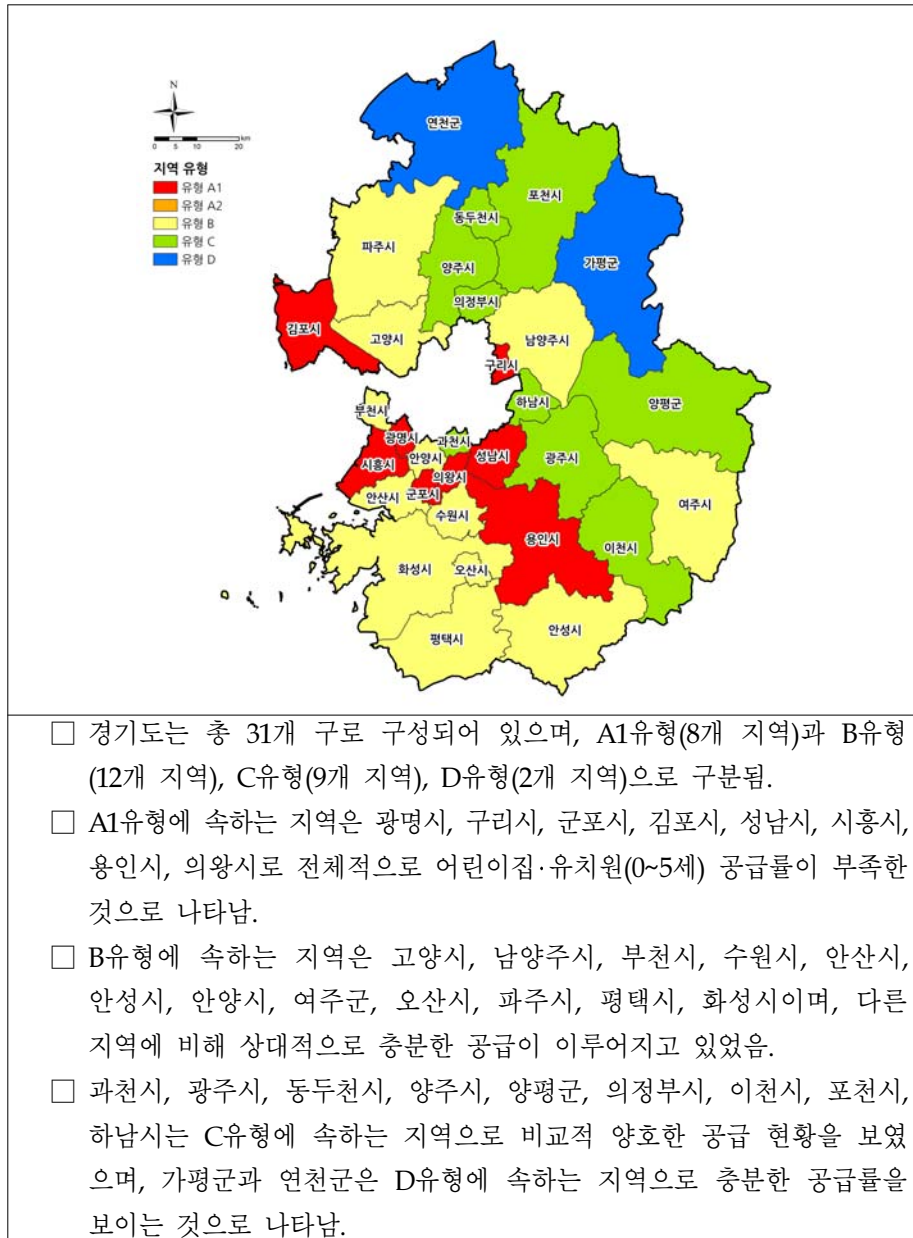 N
km
0 5 10 20
지역 유형
유형 A1
유형 A2
유형 B
유형 C
유형 D
연천군
포천시
동두천시
파주시
양주시
가평군
의정부시
김포시
고양시
남양주시
구리시
하남시
양평군
부천시
광명시
과천시
시흥시
안양시
성남시
광주시
의왕시
안산시
군포시
수원시
여주시
용인시
이천시
화성시
오산시
안성시
평택시
□ 경기도는 총 31개 구로 구성되어 있으며, A1유형(8개 지역)과 B유형
(12개 지역), C유형(9개 지역), D유형(2개 지역)으로 구분됨.
□ A1유형에 속하는 지역은 광명시, 구리시, 군포시, 김포시, 성남시, 시흥시,
용인시, 의왕시로 전체적으로 어린이집·유치원(0~5세) 공급률이 부족한
것으로 나타남.
□ B유형에 속하는 지역은 고양시, 남양주시, 부천시, 수원시, 안산시,
안성시, 안양시, 여주군, 오산시, 파주시, 평택시, 화성시이며, 다른
지역에 비해 상대적으로 충분한 공급이 이루어지고 있었음.
□ 과천시, 광주시, 동두천시, 양주시, 양평군, 의정부시, 이천시, 포천시,
하남시는 C유형에 속하는 지역으로 비교적 양호한 공급 현황을 보였
으며, 가평군과 연천군은 D유형에 속하는 지역으로 충분한 공급률을
보이는 것으로 나타남.